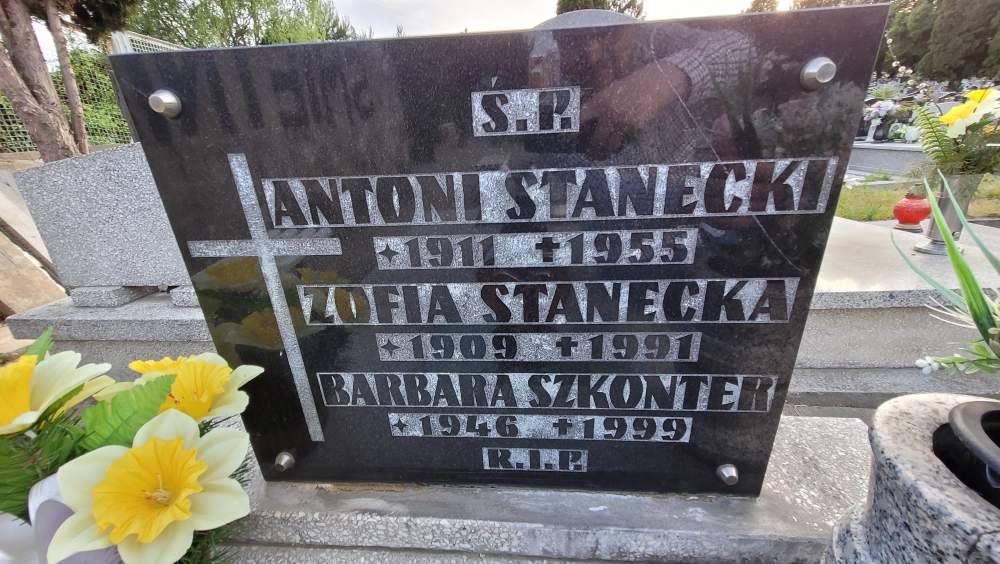 Ś.P.
ANTONI STANECKI
1911 1955
ZOFIA STANECKA
1909 1991
BARBARA SZKONTER
1946 1999
R.I.P.